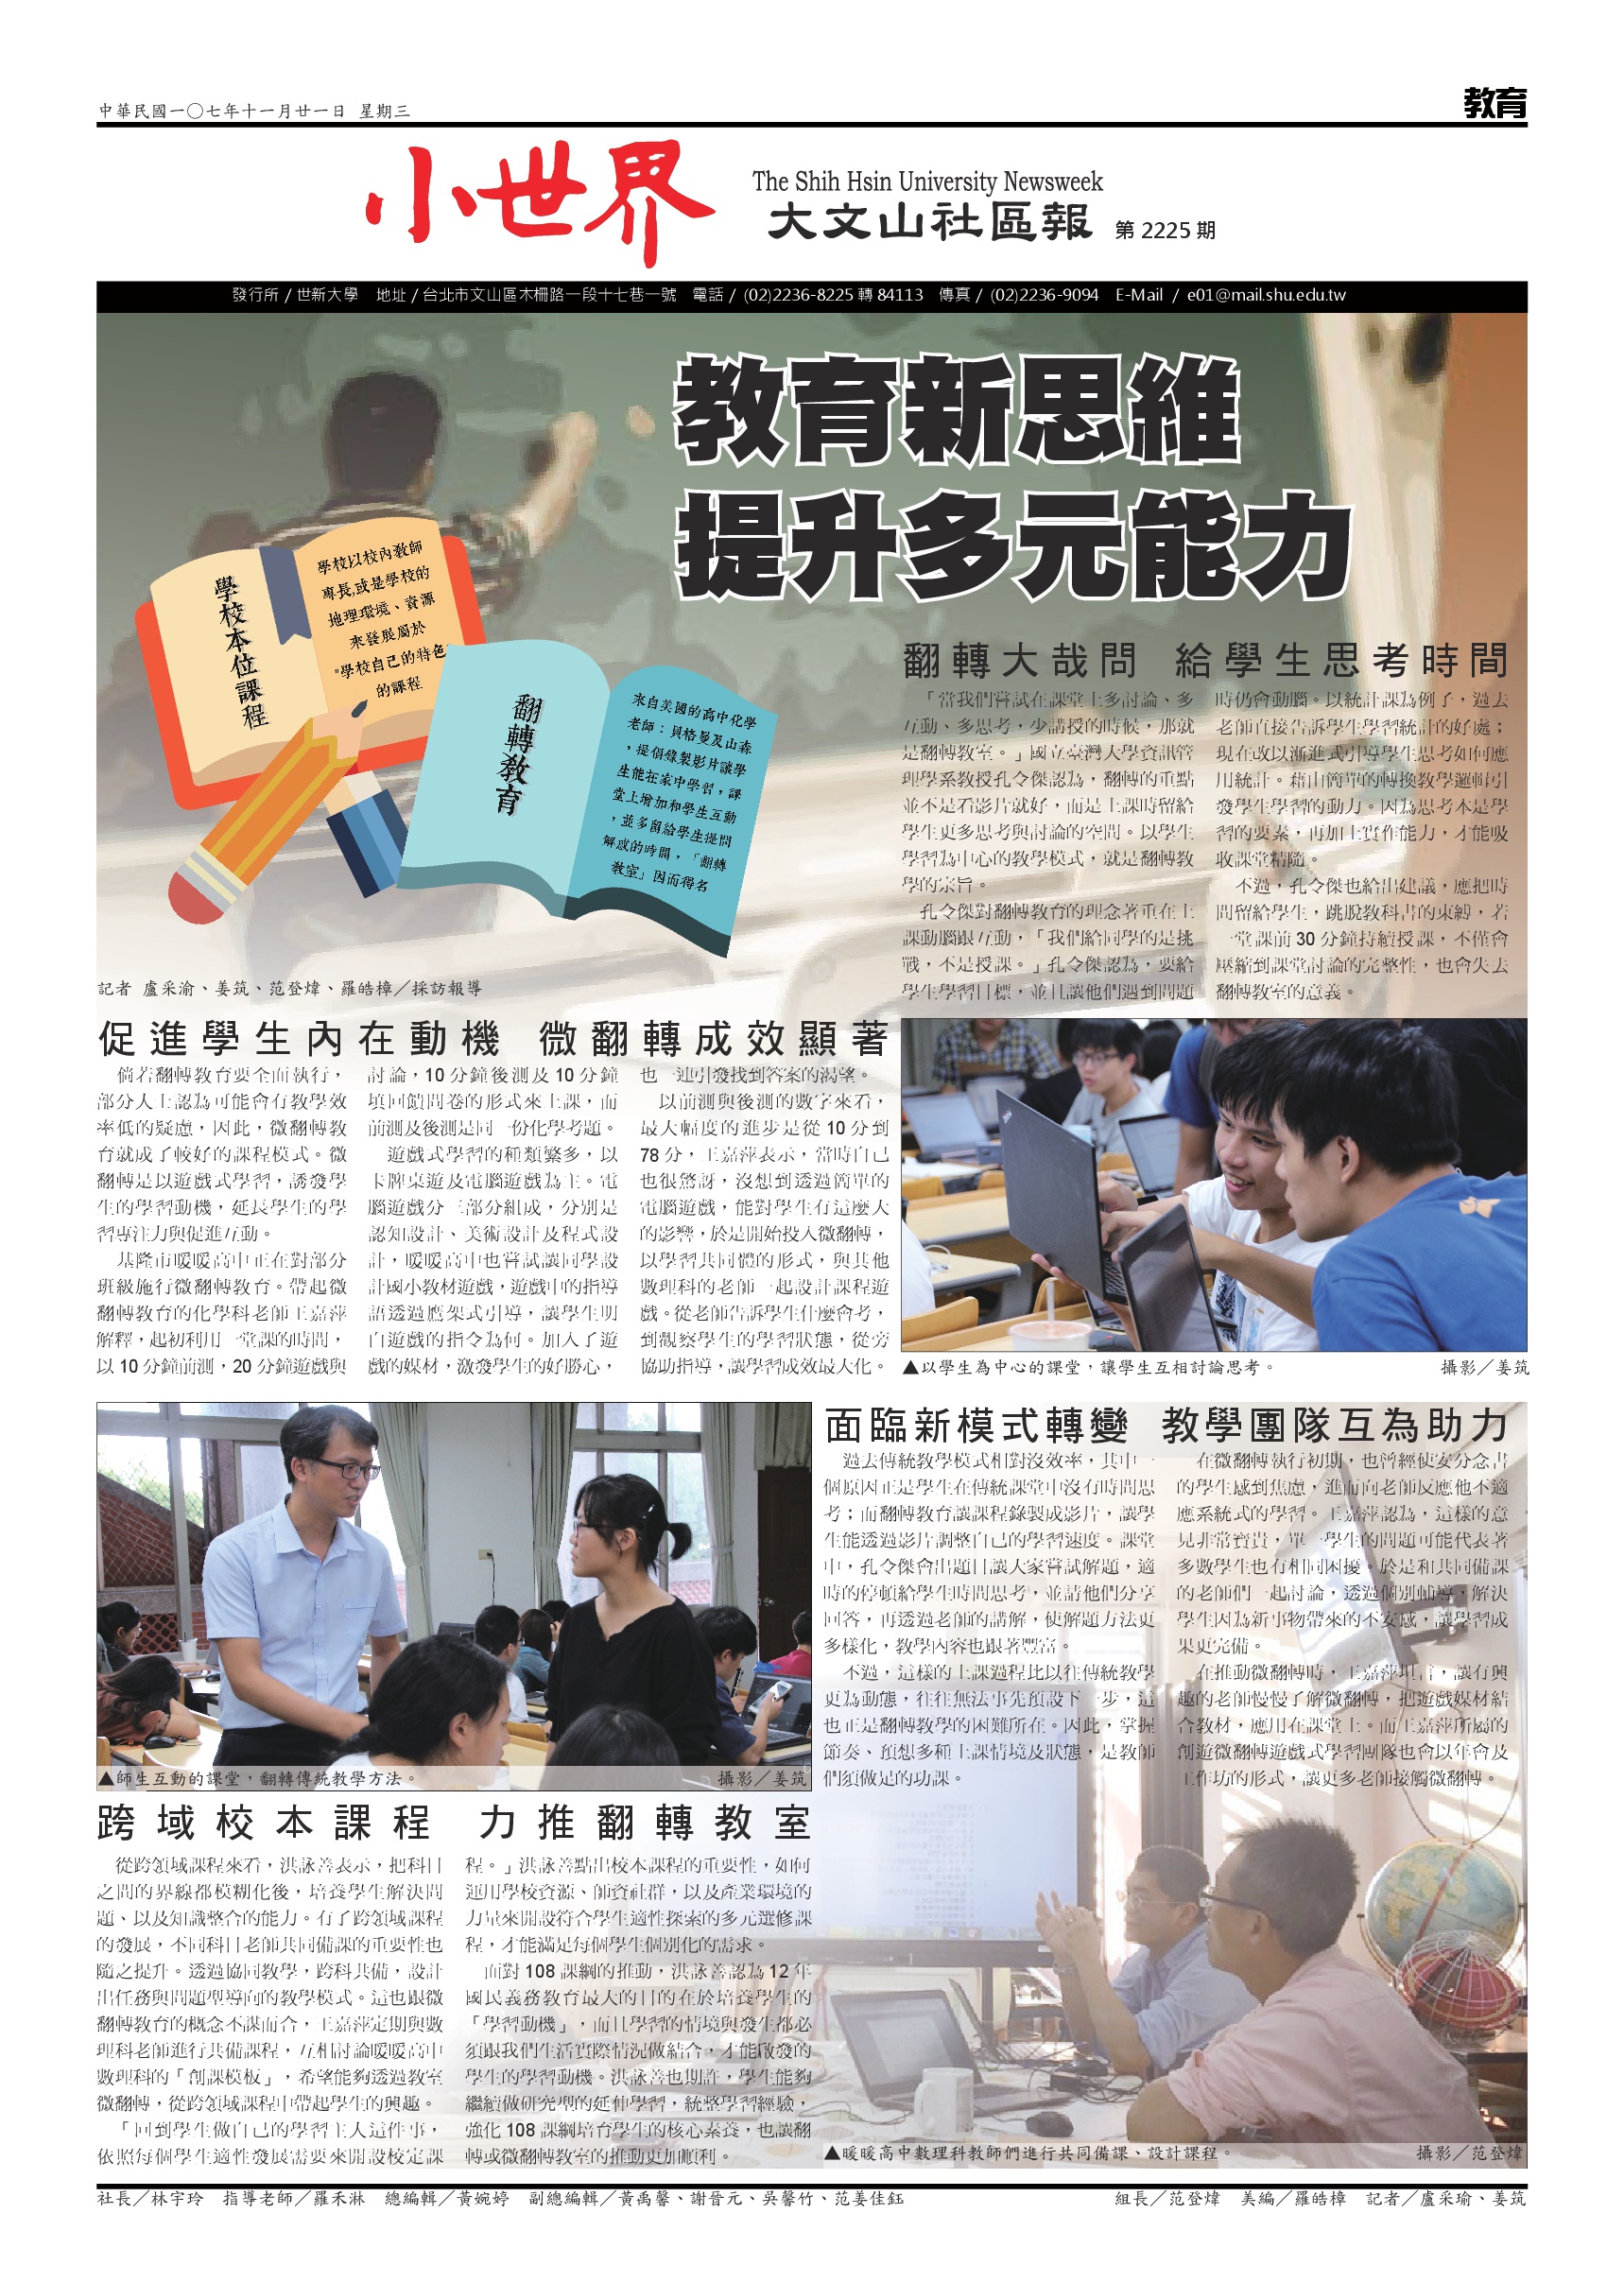 中華民國一〇七年十一月廿一日 星期三
教育
小世界
The Shih Hsin University Newsweek
大文山社區報 第 2225 期
發行所 / 世新大學 地址 / 台北市文山區木柵路一段十七巷一號 電話 / (02)2236-8225 轉 84113 傳真 / (02)2236-9094 E-Mail / e01@mail.shu.edu.tw
教育新思維
提升多元能力
學校本位課程
學校以校內教師
專長,或是學校的
地理環境、資源
來發展屬於
"學校自己的特色"
的課程
翻轉教育
來自美國的高中化學
老師：貝格曼及山森
，提倡錄製影片讓學
生能在家中學習，課
堂上增加和學生互動
，並多留給學生提問
解惑的時間，「翻轉
教室」因而得名
翻轉大哉問 給學生思考時間
「當我們嘗試在課堂上多討論、多
互動、多思考，少講授的時候，那就
是翻轉教室。」國立臺灣大學資訊管
理學系教授孔令傑認為，翻轉的重點
並不是看影片就好，而是上課時留給
學生更多思考與討論的空間。以學生
學習為中心的教學模式，就是翻轉教
學的宗旨。
孔令傑對翻轉教育的理念著重在上
課動腦跟互動，「我們給同學的是挑
戰，不是授課。」孔令傑認為，要給
學生學習目標，並且讓他們遇到問題
時仍會動腦。以統計課為例子，過去
老師直接告訴學生學習統計的好處；
現在改以漸進式引導學生思考如何應
用統計。藉由簡單的轉換教學邏輯引
發學生學習的動力。因為思考本是學
習的要素，再加上實作能力，才能吸
收課堂精隨。
不過，孔令傑也給出建議，應把時
間留給學生，跳脫教科書的束縛，若
一堂課前 30 分鐘持續授課，不僅會
壓縮到課堂討論的完整性，也會失去
翻轉教室的意義。
記者 盧采渝、姜筑、范登煒、羅皓樟／採訪報導
促進學生內在動機 微翻轉成效顯著
倘若翻轉教育要全面執行，
部分人士認為可能會有教學效
率低的疑慮，因此，微翻轉教
育就成了較好的課程模式。微
翻轉是以遊戲式學習，誘發學
生的學習動機，延長學生的學
習專注力與促進互動。
基隆市暖暖高中正在對部分
班級施行微翻轉教育。帶起微
翻轉教育的化學科老師王嘉萍
解釋，起初利用一堂課的時間，
以 10 分鐘前測，20 分鐘遊戲與
討論，10 分鐘後測及 10 分鐘
填回饋問卷的形式來上課，而
前測及後測是同一份化學考題。
遊戲式學習的種類繁多，以
卡牌桌遊及電腦遊戲為主。電
腦遊戲分三部分組成，分別是
認知設計、美術設計及程式設
計，暖暖高中也嘗試讓同學設
計國小教材遊戲，遊戲中的指導
語透過鷹架式引導，讓學生明
白遊戲的指令為何。加入了遊
戲的媒材，激發學生的好勝心，
也一連引發找到答案的渴望。
以前測與後測的數字來看，
最大幅度的進步是從 10 分到
78 分，王嘉萍表示，當時自己
也很驚訝，沒想到透過簡單的
電腦遊戲，能對學生有這麼大
的影響，於是開始投入微翻轉，
以學習共同體的形式，與其他
數理科的老師一起設計課程遊
戲。從老師告訴學生什麼會考，
到觀察學生的學習狀態，從旁
協助指導，讓學習成效最大化。
▲以學生為中心的課堂，讓學生互相討論思考。 攝影／姜筑
▲師生互動的課堂，翻轉傳統教學方法。 攝影／姜筑
面臨新模式轉變 教學團隊互為助力
過去傳統教學模式相對沒效率，其中一
個原因正是學生在傳統課堂中沒有時間思
考；而翻轉教育讓課程錄製成影片，讓學
生能透過影片調整自己的學習速度。課堂
中，孔令傑會出題目讓大家嘗試解題，適
時的停頓給學生時間思考，並請他們分享
回答，再透過老師的講解，使解題方法更
多樣化，教學內容也跟著豐富。
不過，這樣的上課過程比以往傳統教學
更為動態，往往無法事先預設下一步，這
也正是翻轉教學的困難所在。因此，掌握
節奏、預想多種上課情境及狀態，是教師
們須做足的功課。
在微翻轉執行初期，也曾經使安分念書
的學生感到焦慮，進而向老師反應他不適
應系統式的學習。王嘉萍認為，這樣的意
見非常寶貴，單一學生的問題可能代表著
多數學生也有相同困擾。於是和共同備課
的老師們一起討論，透過個別輔導，解決
學生因為新事物帶來的不安感，讓學習成
果更完備。
在推動微翻轉時，王嘉萍坦言，讓有興
趣的老師慢慢了解微翻轉，把遊戲媒材結
合教材，應用在課堂上。而王嘉萍所屬的
創遊微翻轉遊戲式學習團隊也會以年會及
工作坊的形式，讓更多老師接觸微翻轉。
跨域校本課程 力推翻轉教室
從跨領域課程來看，洪詠善表示，把科目
之間的界線都模糊化後，培養學生解決問
題、以及知識整合的能力。有了跨領域課程
的發展，不同科目老師共同備課的重要性也
隨之提升。透過協同教學，跨科共備，設計
出任務與問題型導向的教學模式。這也跟微
翻轉教育的概念不謀而合，王嘉萍定期與數
理科老師進行共備課程，互相討論暖暖高中
數理科的「創課模板」，希望能夠透過教室
微翻轉，從跨領域課程中帶起學生的興趣。
「回到學生做自己的學習主人這件事，
依照每個學生適性發展需要來開設校定課
程。」洪詠善點出校本課程的重要性，如何
運用學校資源、師資社群，以及產業環境的
力量來開設符合學生適性探索的多元選修課
程，才能滿足每個學生個別化的需求。
面對 108 課綱的推動，洪詠善認為 12 年
國民義務教育最大的目的在於培養學生的
「學習動機」，而且學習的情境與發生都必
須跟我們生活實際情況做結合，才能啟發的
學生的學習動機。洪詠善也期許，學生能夠
繼續做研究型的延伸學習，統整學習經驗，
強化 108 課綱培育學生的核心素養，也讓翻
轉或微翻轉教室的推動更加順利。
▲暖暖高中數理科教師們進行共同備課、設計課程。 攝影／范登煒
社長／林宇玲 指導老師／羅禾淋 總編輯／黃婉婷 副總編輯／黃禹馨、謝晉元、吳馨竹、范姜佳鈺
組長／范登煒 美編／羅皓樟 記者／盧采瑜、姜筑